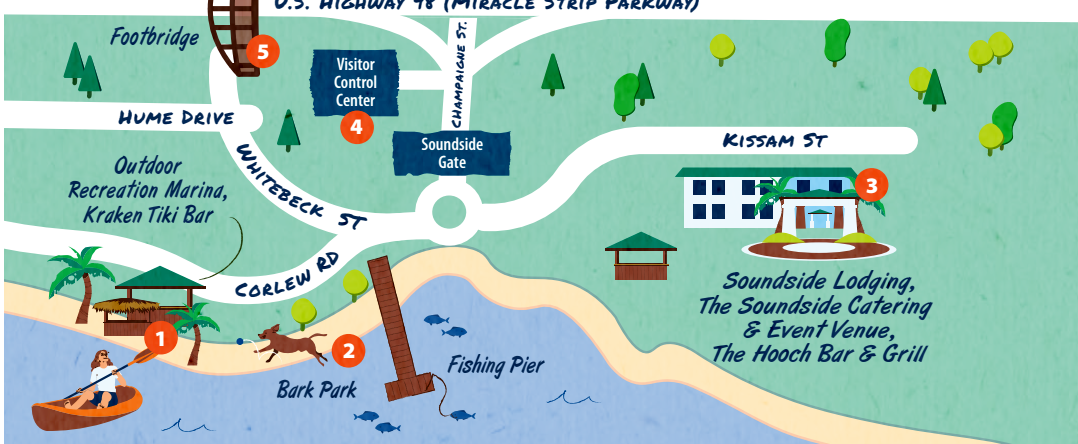 U.S. HIGHWAY 98 (MIRACLE STRIP PARKWAY)
Footbridge
5
Visitor
Control
Center
4
CHAMPAIGNE ST.
HUME DRIVE
Soundside
Gate
KISSAM ST
Outdoor
Recreation Marina,
Kraken Tiki Bar
WHITEBECK ST
3
CORLEW RD
Soundside Lodging,
The Soundside Catering
& Event Venue,
The Hooch Bar & Grill
1
2
Bark Park
Fishing Pier